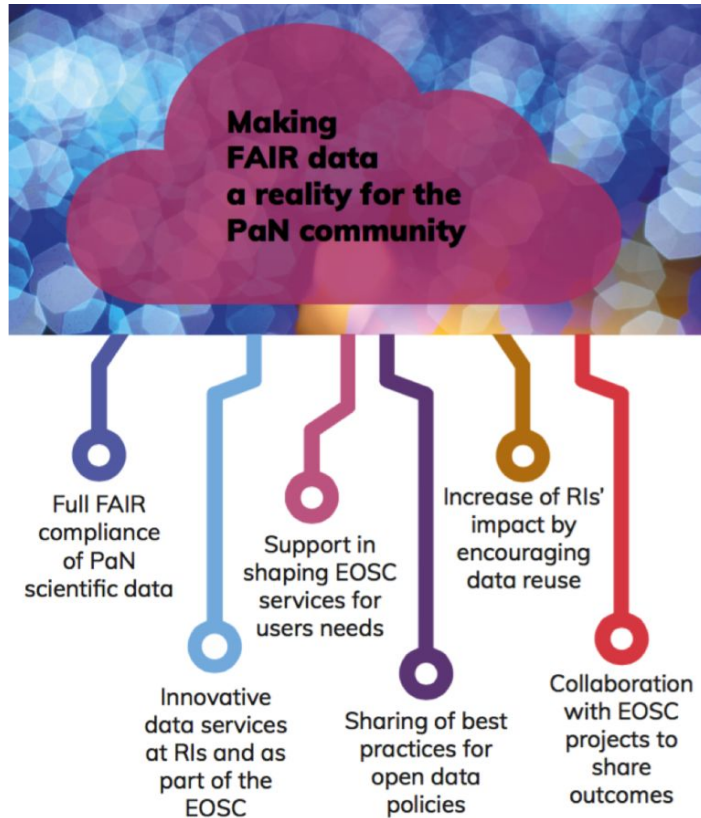 Making
FAIR data
a reality for the
PaN community
Full FAIR
compliance
of PaN
scientific data
Innovative
data services
at RIs and as
part of the
EOSC
Support in
shaping EOSC
services for
users needs
Sharing of best
practices for
open data
policies
Increase of RIs'
impact by
encouraging
data reuse
Collaboration
with EOSC
projects to
share
outcomes